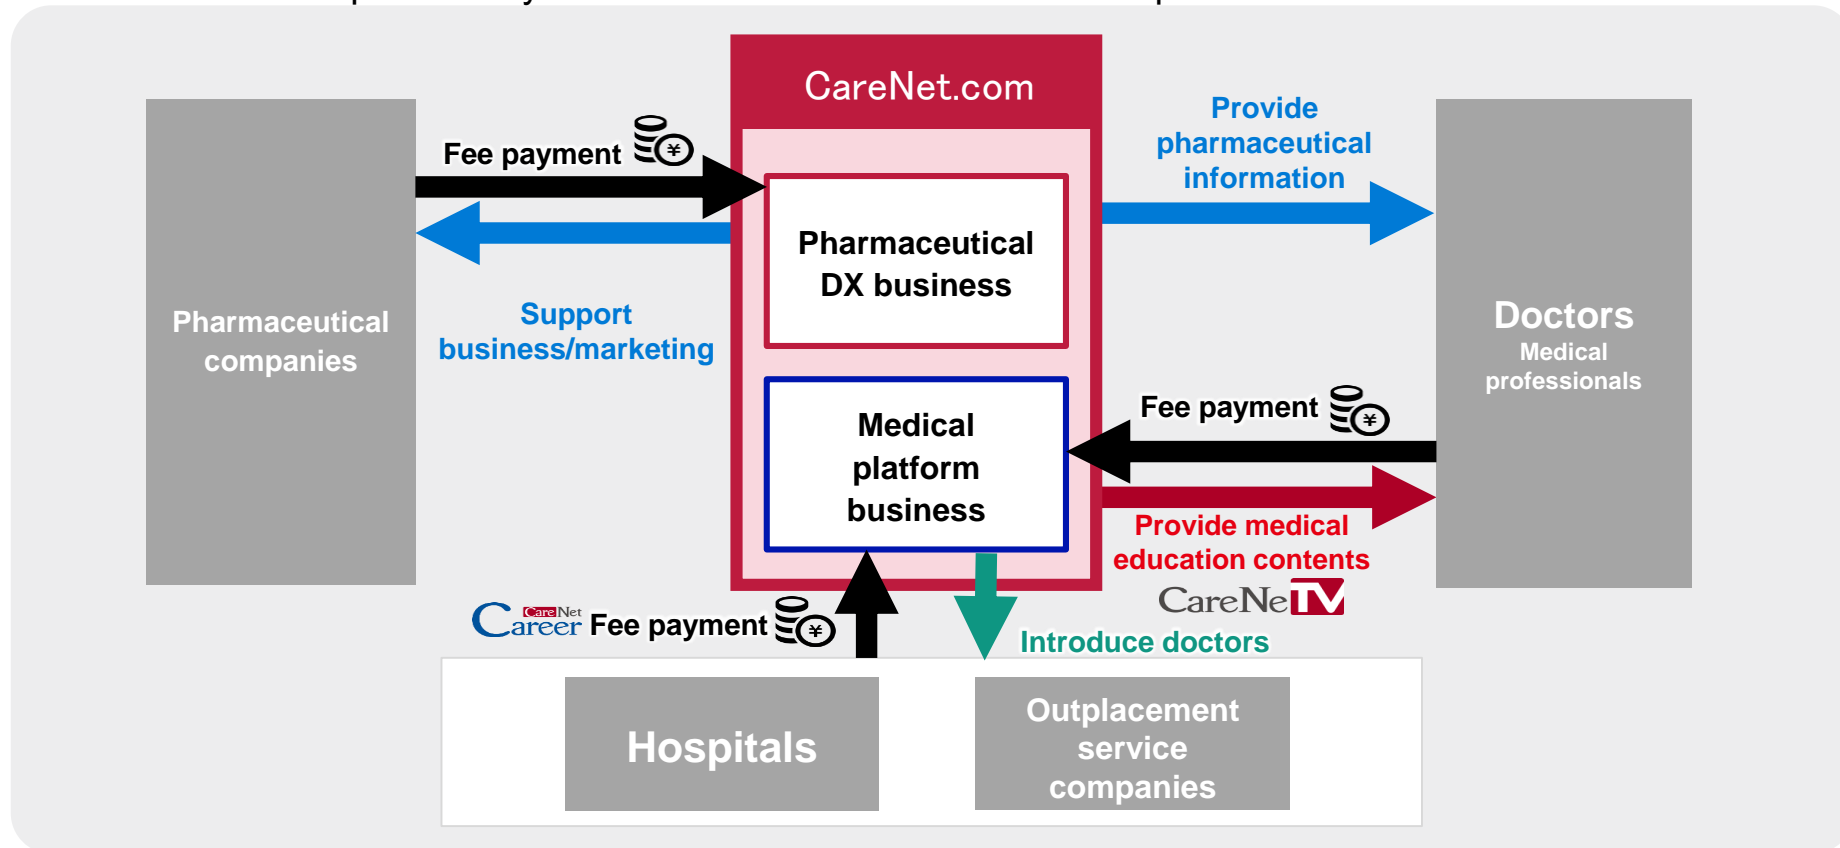 CareNet.com
Fee payment
¥
Provide
pharmaceutical
information
Pharmaceutical
DX business
Support
business/marketing
Pharmaceutical
companies
Doctors
Medical
professionals
Fee payment
¥
Medical
platform
business
Provide medical
education contents
CareNeTV
CareNet
Career
Fee payment
¥
Introduce doctors
Hospitals
Outplacement
service
companies